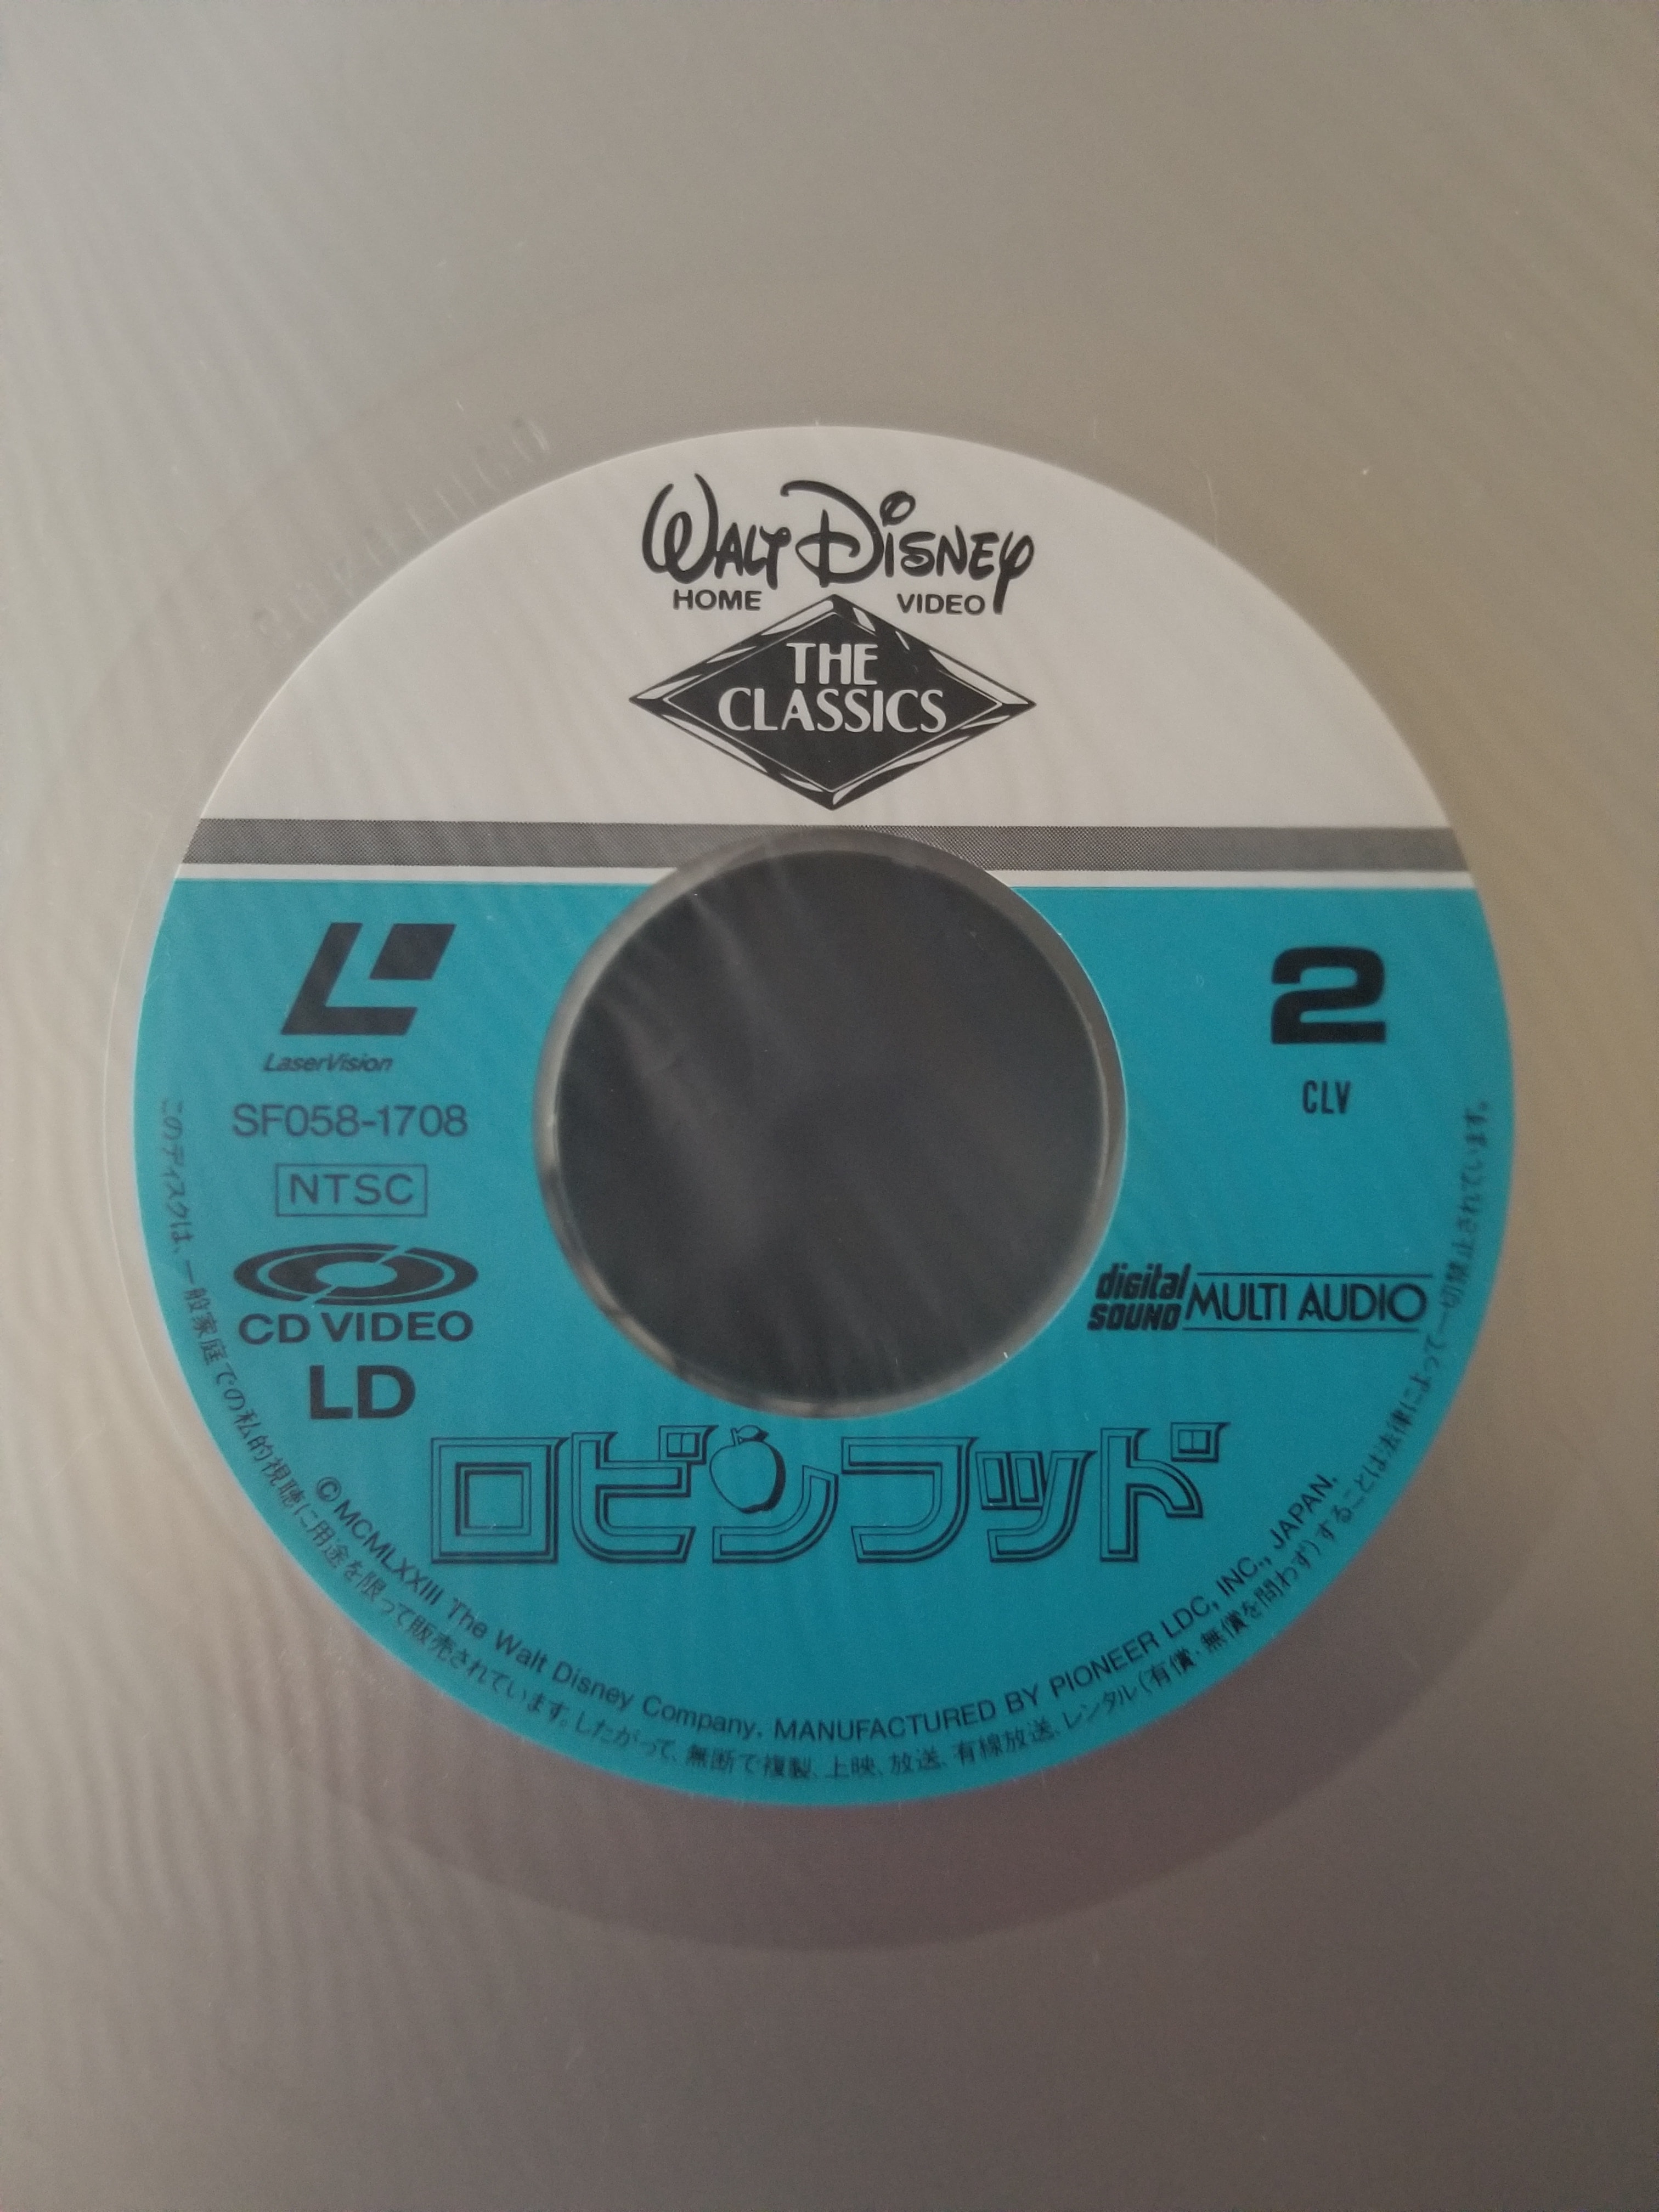 WALT DISNEY
HOME VIDEO
THE
CLASSICS
LaserVision
SF058-1708
NTSC
CD VIDEO
LD
2
CLV
digital SOUND MULTI AUDIO
ロビンフッド
©MCMLXXIII The Walt Disney Company. MANUFACTURED BY PIONEER LDC, INC., JAPAN.
このディスクは、一般家庭での私的視聴に用途を限って販売されています。したがって、無断で複製、上映、放送、有線放送、レンタル(有償、無償を問わず)することは法律によって一切禁止されています。